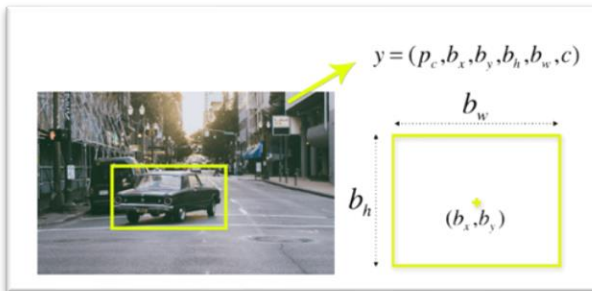 y = (p_c, b_x, b_y, b_h, b_w, c)
b_w
b_h
(b_x, b_y)